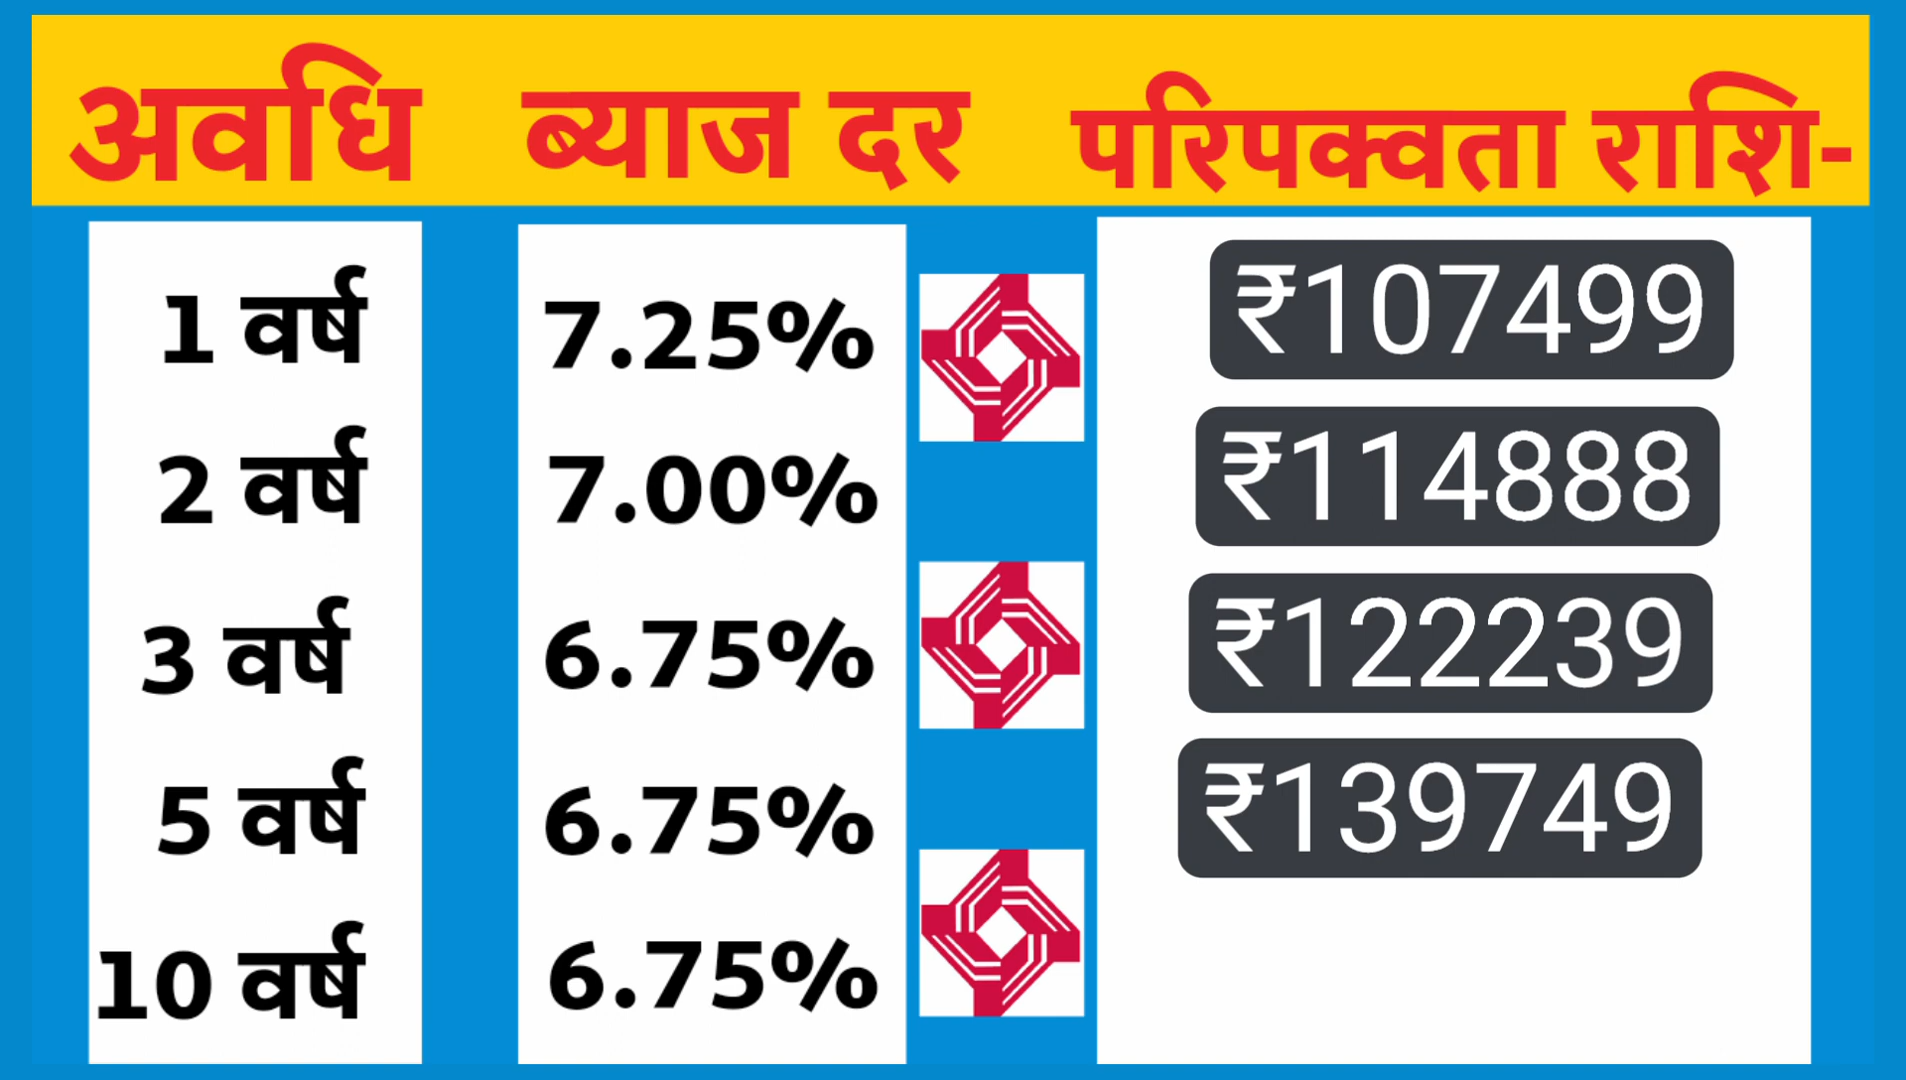 अवधि ब्याज दर परिपक्वता राशि-
1 वर्ष 7.25% ₹107499
2 वर्ष 7.00% ₹114888
3 वर्ष 6.75% ₹122239
5 वर्ष 6.75% ₹139749
10 वर्ष 6.75%